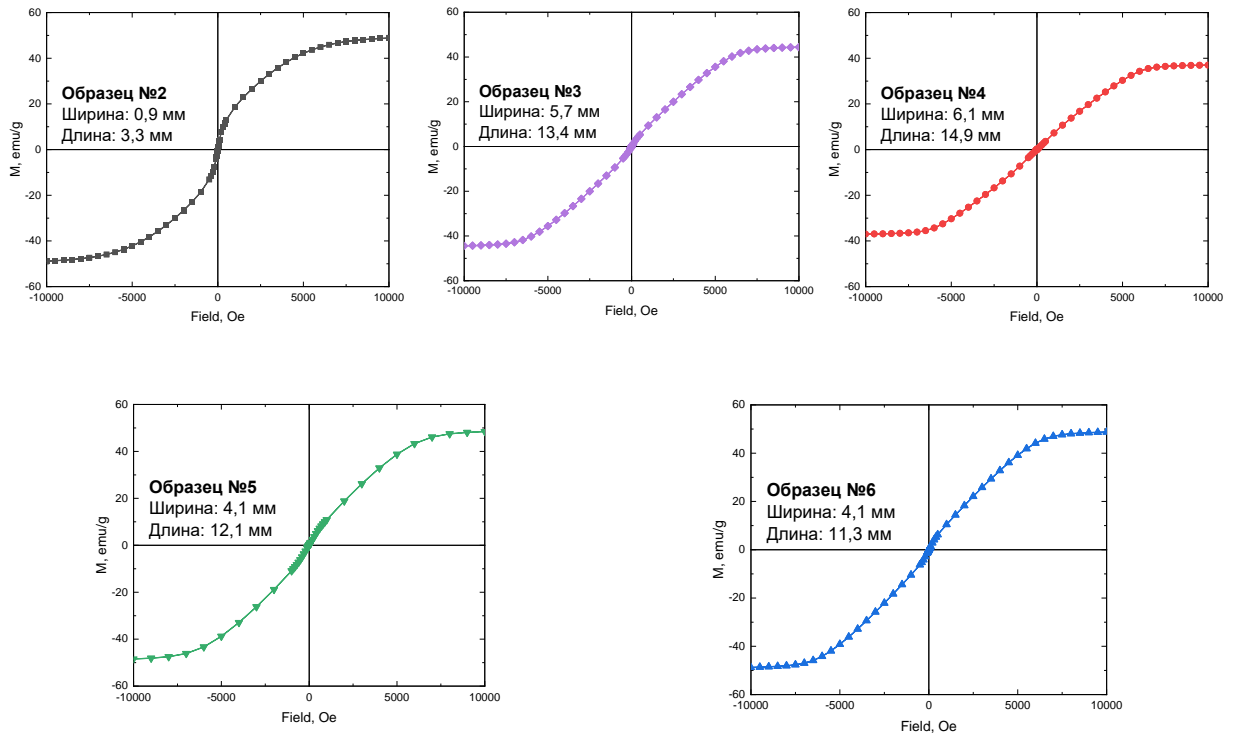 60
40
20
0
-20
-40
-60
-10000
-5000
0
5000
10000
M, emu/g
Field, Oe
Образец №2
Ширина: 0,9 мм
Длина: 3,3 мм
60
40
20
0
-20
-40
-60
-10000
-5000
0
5000
10000
M, emu/g
Field, Oe
Образец №3
Ширина: 5,7 мм
Длина: 13,4 мм
60
40
20
0
-20
-40
-60
-10000
-5000
0
5000
10000
M, emu/g
Field, Oe
Образец №4
Ширина: 6,1 мм
Длина: 14,9 мм
60
40
20
0
-20
-40
-60
-10000
-5000
0
5000
10000
M, emu/g
Field, Oe
Образец №5
Ширина: 4,1 мм
Длина: 12,1 мм
60
40
20
0
-20
-40
-60
-10000
-5000
0
5000
10000
M, emu/g
Field, Oe
Образец №6
Ширина: 4,1 мм
Длина: 11,3 мм